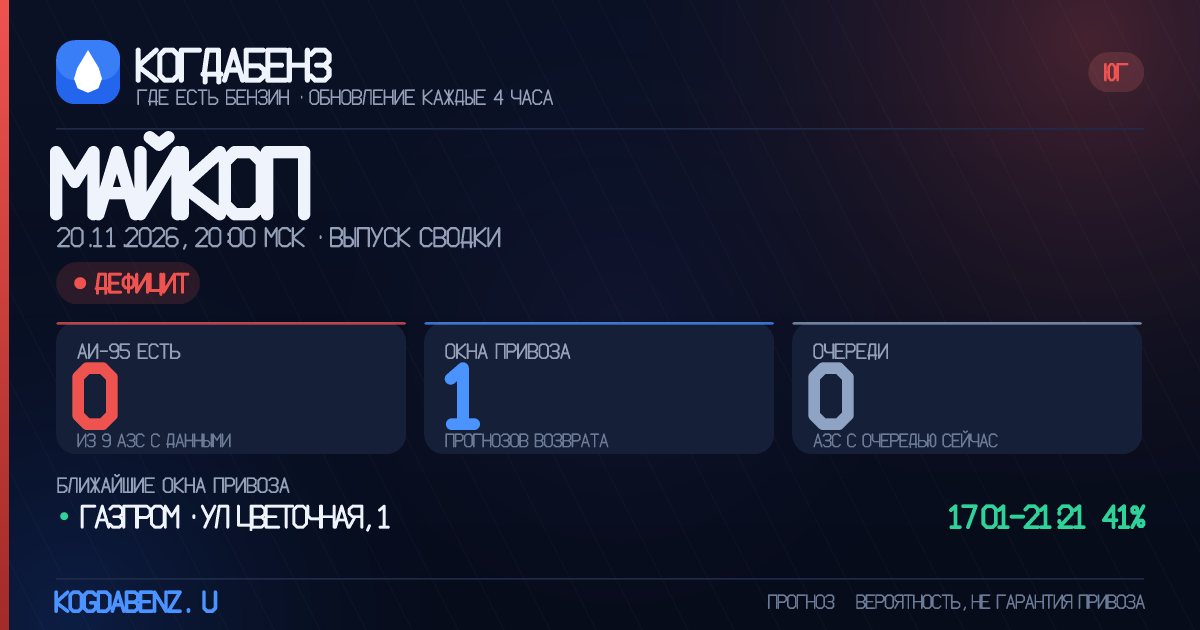 КОГДАБЕНЗ
ГДЕ ЕСТЬ БЕНЗИН · ОБНОВЛЕНИЕ КАЖДЫЕ 4 ЧАСА
ЮГ
МАЙКОП
20.11.2026, 20:00 МСК · ВЫПУСК СВОДКИ
• ДЕФИЦИТ
АИ-95 ЕСТЬ
0
ИЗ 9 АЗС С ДАННЫМИ
ОКНА ПРИВОЗА
1
ПРОГНОЗОВ ВОЗВРАТА
ОЧЕРЕДИ
0
АЗС С ОЧЕРЕДЬЮ СЕЙЧАС
БЛИЖАЙШИЕ ОКНА ПРИВОЗА
• ГАЗПРОМ · УЛ ЦВЕТОЧНАЯ, 1
17 01–21:21 41%
KOGDABENZ. U
ПРОГНОЗ ВЕРОЯТНОСТЬ, НЕ ГАРАНТИЯ ПРИВОЗА